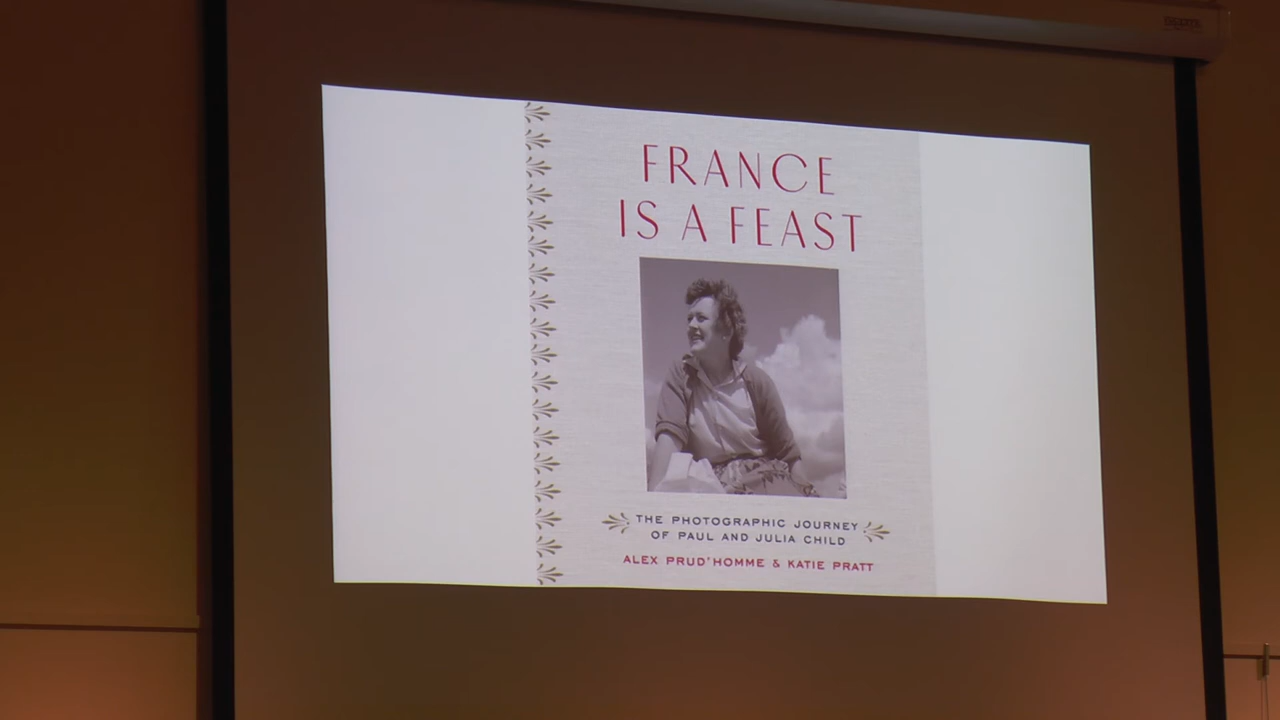 FRANCE
IS A FEAST
THE PHOTOGRAPHIC JOURNEY
OF PAUL AND JULIA CHILD
ALEX PRUD'HOMME & KATIE PRATT